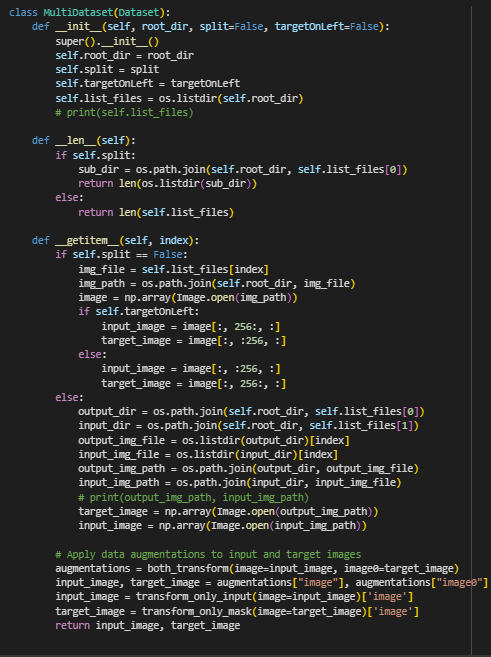 class MultiDataset(Dataset):
    def __init__(self, root_dir, split=False, targetOnLeft=False):
        super().__init__()
        self.root_dir = root_dir
        self.split = split
        self.targetOnLeft = targetOnLeft
        self.list_files = os.listdir(self.root_dir)
        # print(self.list_files)

    def __len__(self):
        if self.split:
            sub_dir = os.path.join(self.root_dir, self.list_files[0])
            return len(os.listdir(sub_dir))
        else:
            return len(self.list_files)

    def __getitem__(self, index):
        if self.split == False:
            img_file = self.list_files[index]
            img_path = os.path.join(self.root_dir, img_file)
            image = np.array(Image.open(img_path))
            if self.targetOnLeft:
                input_image = image[:, 256:, :]
                target_image = image[:, :256, :]
            else:
                input_image = image[:, :256, :]
                target_image = image[:, 256:, :]
        else:
            output_dir = os.path.join(self.root_dir, self.list_files[0])
            input_dir = os.path.join(self.root_dir, self.list_files[1])
            output_img_file = os.listdir(output_dir)[index]
            input_img_file = os.listdir(input_dir)[index]
            output_img_path = os.path.join(output_dir, output_img_file)
            input_img_path = os.path.join(input_dir, input_img_file)
            # print(output_img_path, input_img_path)
            target_image = np.array(Image.open(output_img_path))
            input_image = np.array(Image.open(input_img_path))

        # Apply data augmentations to input and target images
        augmentations = both_transform(image=input_image, image0=target_image)
        input_image, target_image = augmentations["image"], augmentations["image0"]
        input_image = transform_only_input(image=input_image)['image']
        target_image = transform_only_mask(image=target_image)['image']
        return input_image, target_image